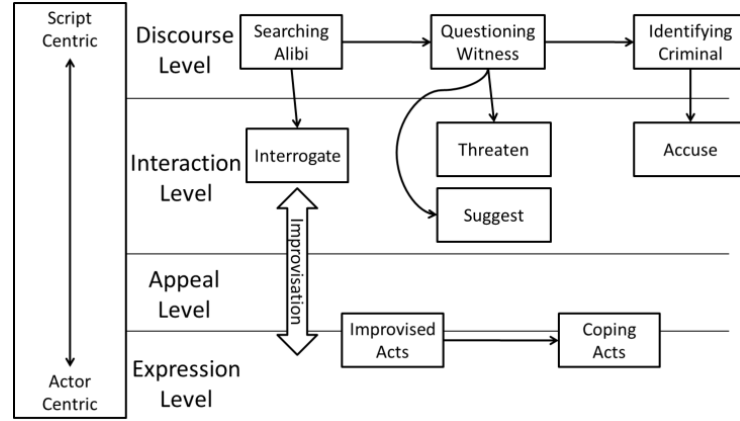 Script
Centric
Discourse
Level
Searching
Alibi
Questioning
Witness
Identifying
Criminal
Interaction
Level
Interrogate
Threaten
Accuse
Suggest
Improvisation
Appeal
Level
Improvised
Acts
Coping
Acts
Expression
Level
Actor
Centric